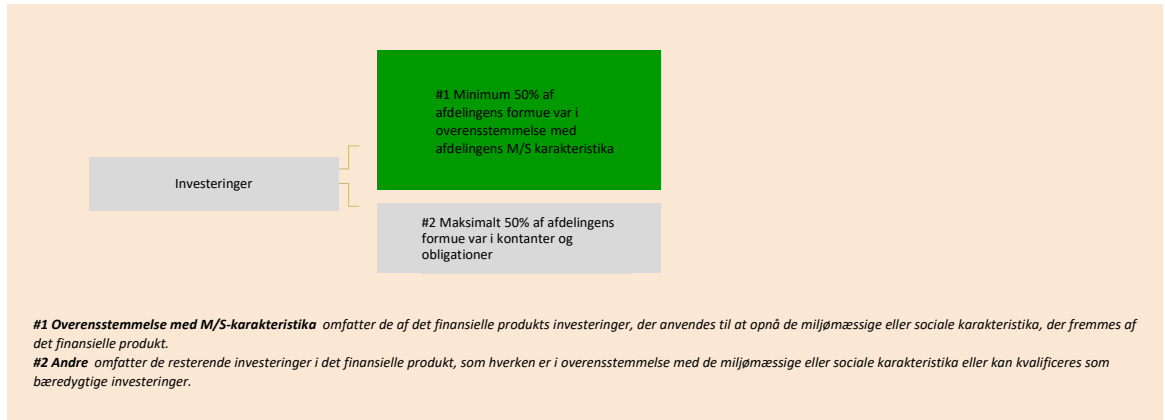 #1 Minimum 50% af
afdelingens formue var i
overensstemmelse med
afdelingens M/S karakteristika
Investeringer
#2 Maksimalt 50% af afdelingens
formue var i kontanter og
obligationer
#1 Overensstemmelse med M/S-karakteristika omfatter de af det finansielle produkts investeringer, der anvendes til at opnå de miljømæssige eller sociale karakteristika, der fremmes af
det finansielle produkt.
#2 Andre omfatter de resterende investeringer i det finansielle produkt, som hverken er i overensstemmelse med de miljømæssige eller sociale karakteristika eller kan kvalificeres som
bæredygtige investeringer.